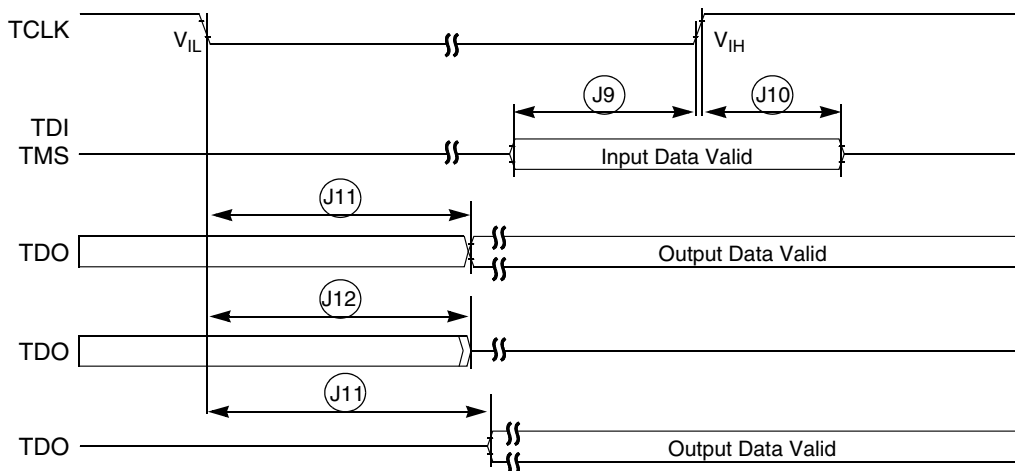 TCLK
VIL
VIH
J9
J10
TDI
TMS
Input Data Valid
J11
TDO
Output Data Valid
J12
TDO
J11
TDO
Output Data Valid